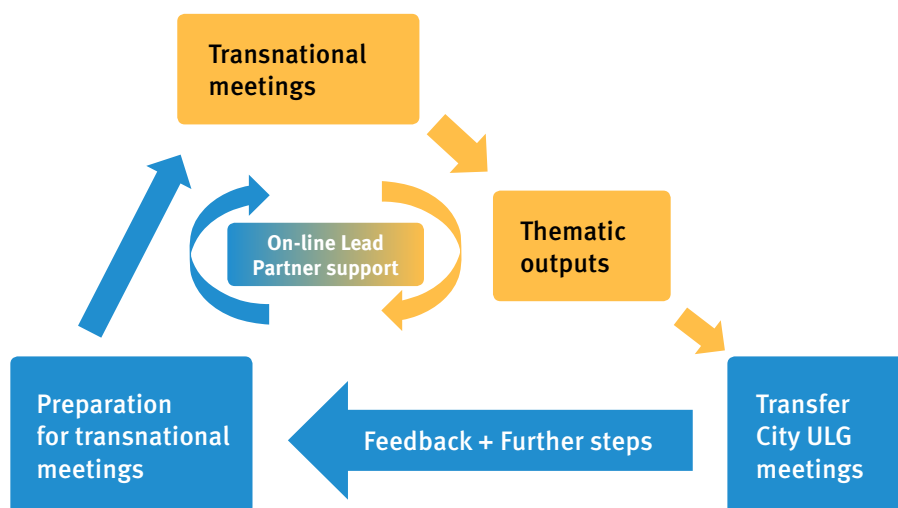 Transnational
meetings
On-line Lead
Partner support
Thematic
outputs
Preparation
for transnational
meetings
Feedback + Further steps
Transfer
City ULG
meetings